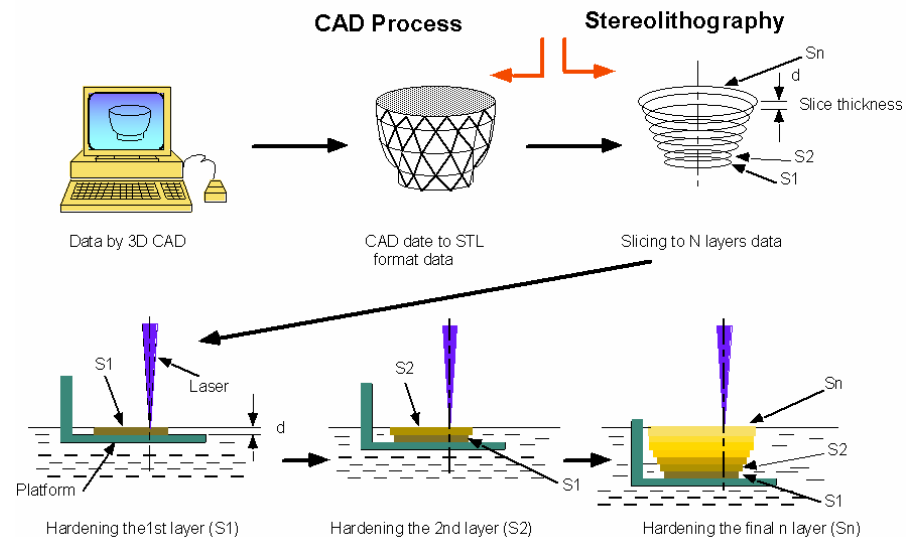 CAD Process
Stereolithography
Sn
d
Slice thickness
S2
S1
Data by 3D CAD
CAD date to STL
format data
Slicing to N layers data
S1
Laser
d
Platform
Hardening the1st layer (S1)
S2
S1
Hardening the 2nd layer (S2)
Sn
S2
S1
Hardening the final n layer (Sn)